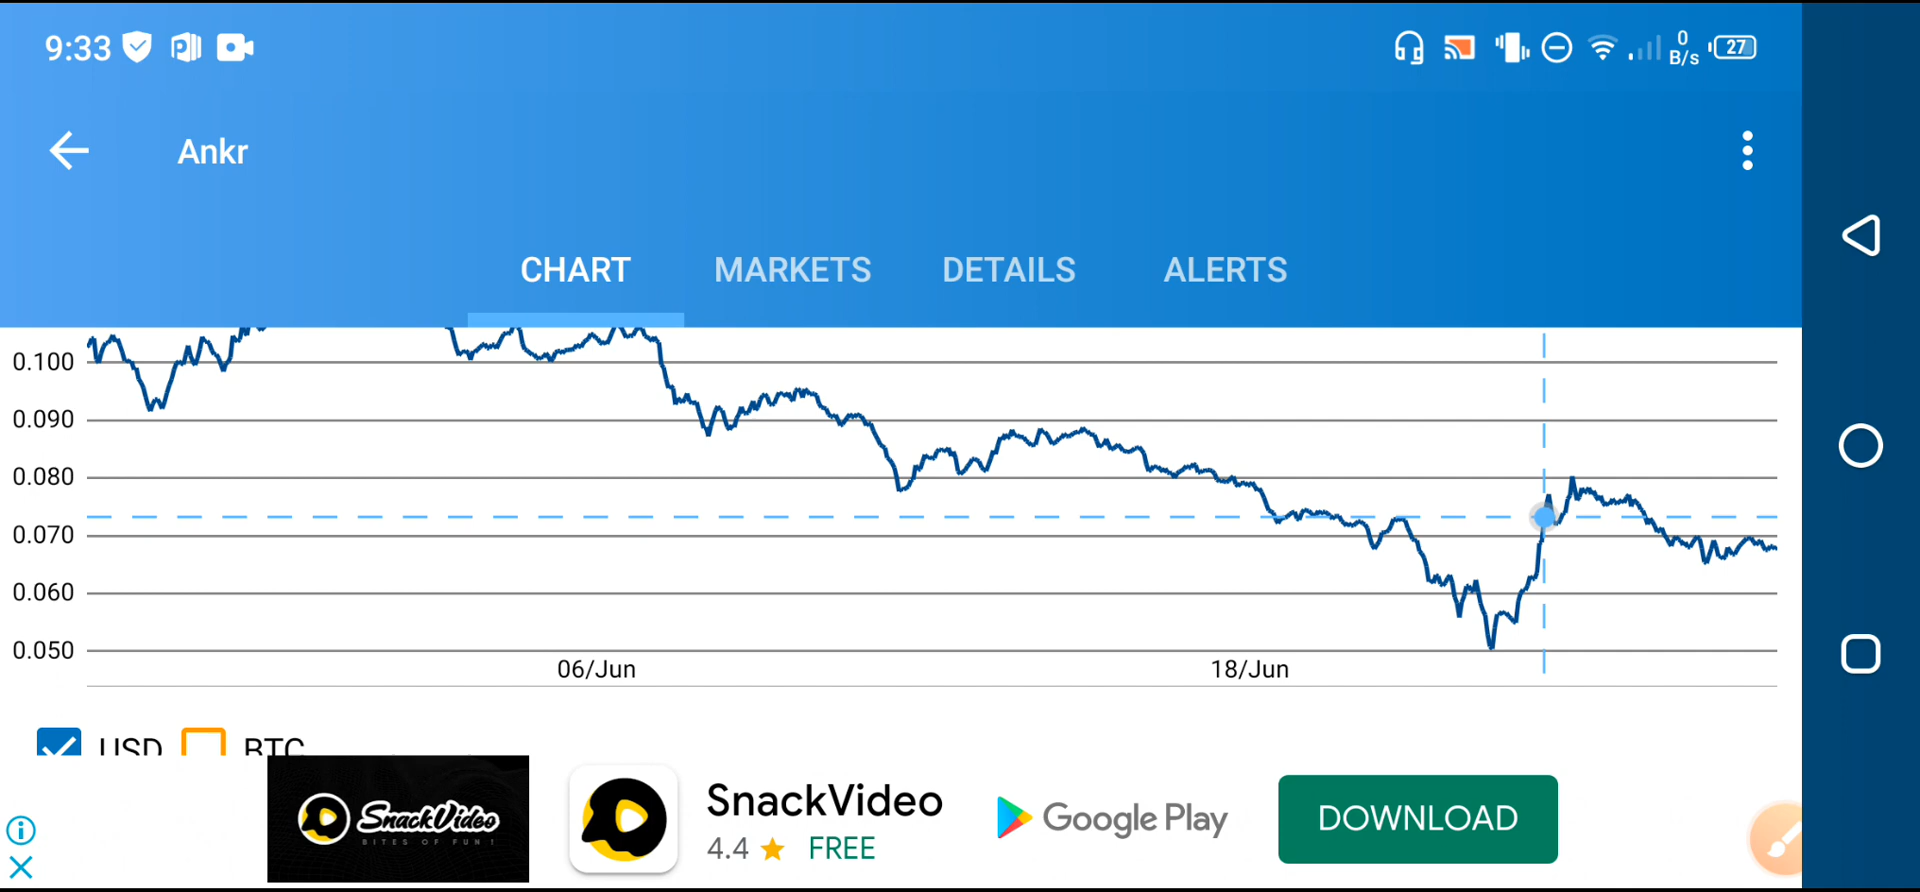 9:33
0
B/s
27
Ankr
CHART MARKETS DETAILS ALERTS
0.100
0.090
0.080
0.070
0.060
0.050
06/Jun 18/Jun
USD BTC
SnackVideo
BITES OF FUN !
SnackVideo
4.4 FREE
Google Play
DOWNLOAD